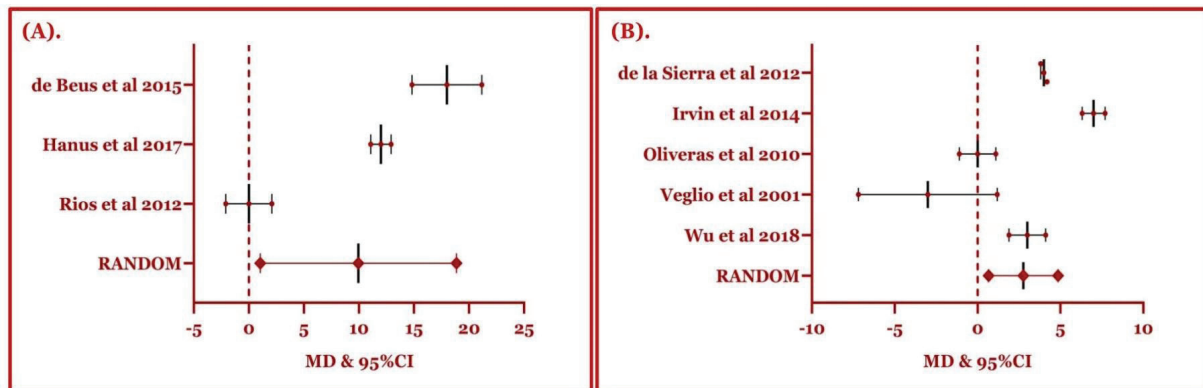 (A).
de Beus et al 2015
Hanus et al 2017
Rios et al 2012
RANDOM
-5 0 5 10 15 20 25
MD & 95%CI
(B).
de la Sierra et al 2012
Irvin et al 2014
Oliveras et al 2010
Veglio et al 2001
Wu et al 2018
RANDOM
-10 -5 0 5 10
MD & 95%CI